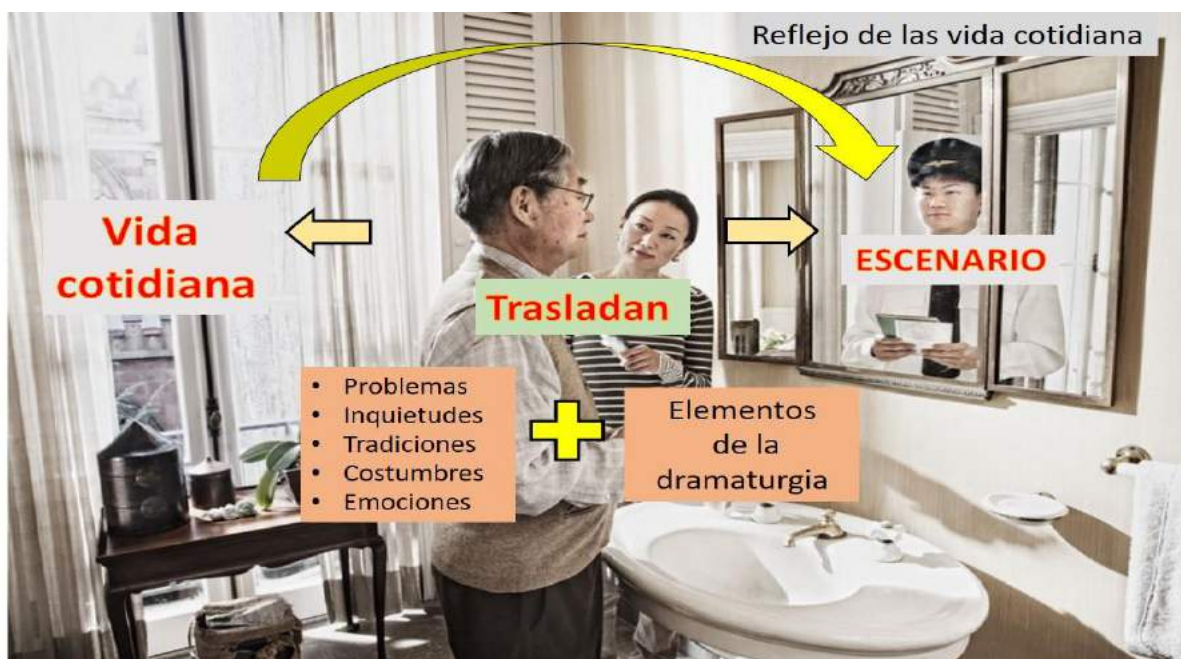 Reflejo de las vida cotidiana
Vida
cotidiana
ESCENARIO
Trasladan
• Problemas
• Inquietudes
• Tradiciones
• Costumbres
• Emociones
Elementos
de la
dramaturgia